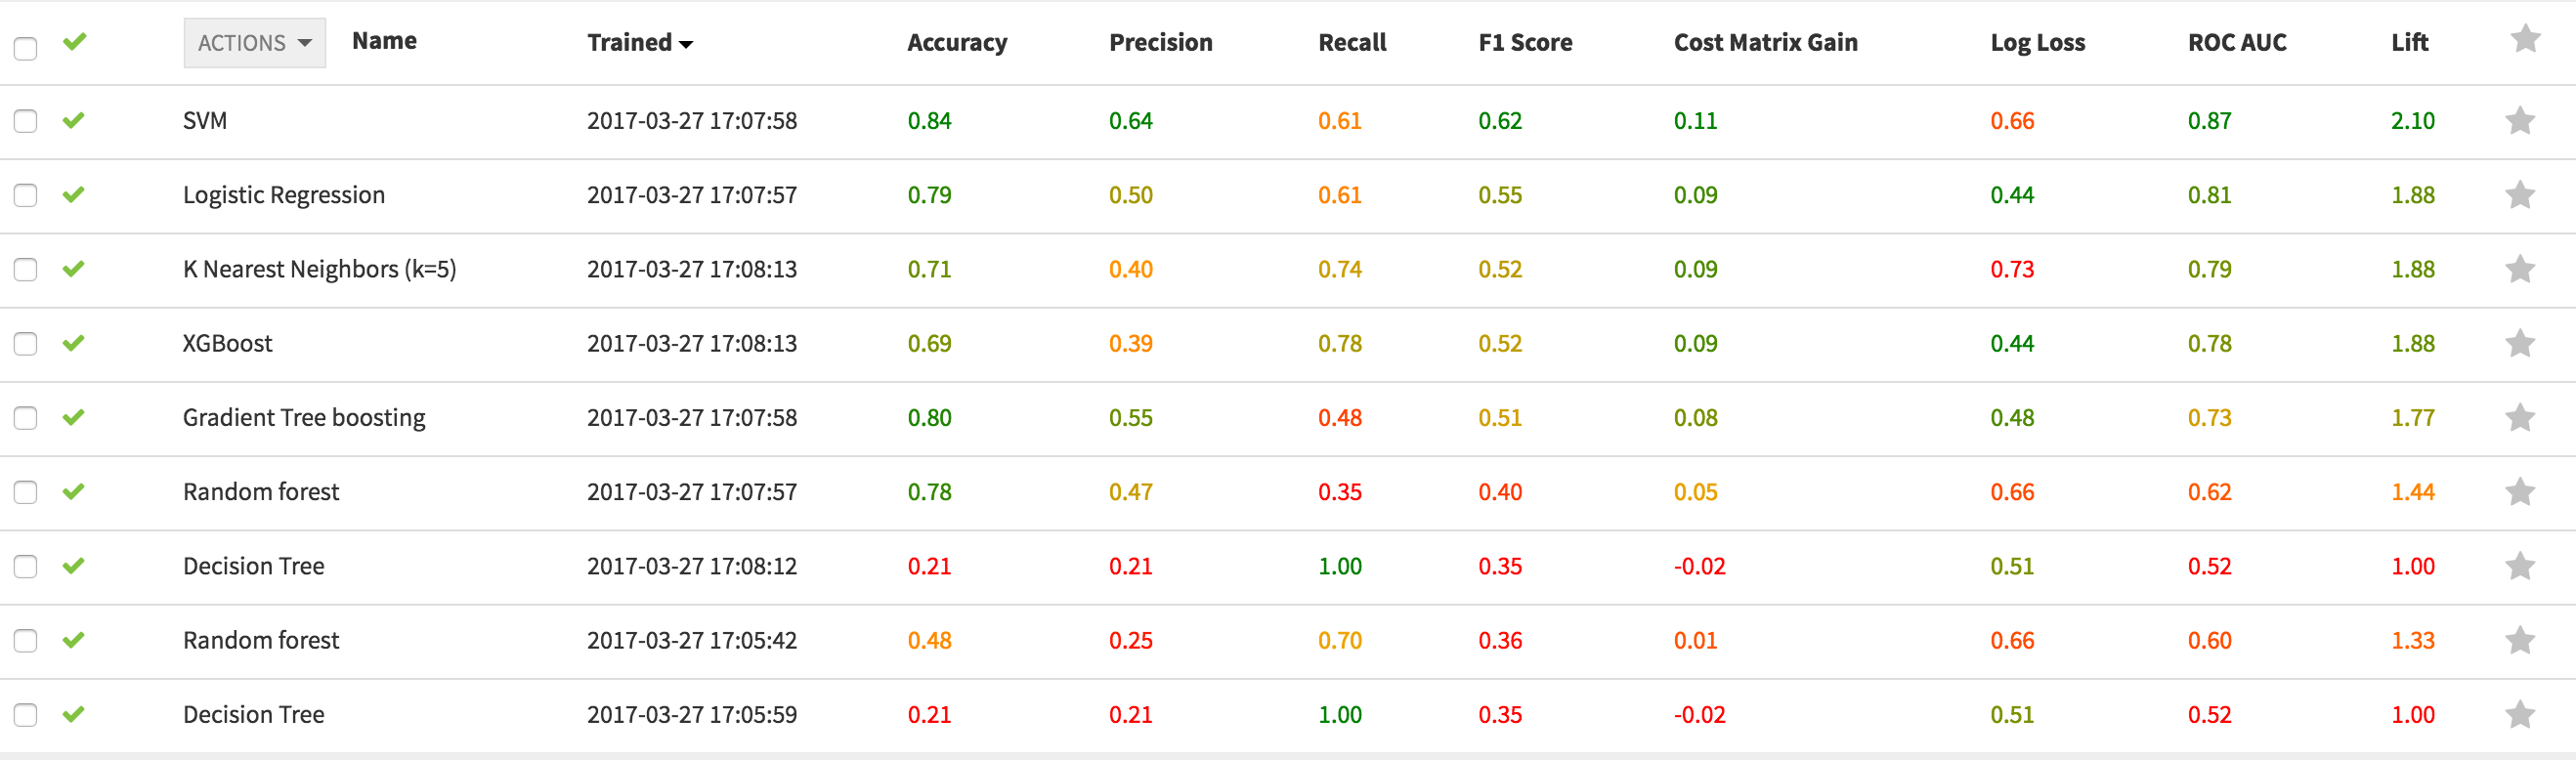 ACTIONS Name Trained Accuracy Precision Recall F1 Score Cost Matrix Gain Log Loss ROC AUC Lift
SVM 2017-03-27 17:07:58 0.84 0.64 0.61 0.62 0.11 0.66 0.87 2.10
Logistic Regression 2017-03-27 17:07:57 0.79 0.50 0.61 0.55 0.09 0.44 0.81 1.88
K Nearest Neighbors (k=5) 2017-03-27 17:08:13 0.71 0.40 0.74 0.52 0.09 0.73 0.79 1.88
XGBoost 2017-03-27 17:08:13 0.69 0.39 0.78 0.52 0.09 0.44 0.78 1.88
Gradient Tree boosting 2017-03-27 17:07:58 0.80 0.55 0.48 0.51 0.08 0.48 0.73 1.77
Random forest 2017-03-27 17:07:57 0.78 0.47 0.35 0.40 0.05 0.66 0.62 1.44
Decision Tree 2017-03-27 17:08:12 0.21 0.21 1.00 0.35 -0.02 0.51 0.52 1.00
Random forest 2017-03-27 17:05:42 0.48 0.25 0.70 0.36 0.01 0.66 0.60 1.33
Decision Tree 2017-03-27 17:05:59 0.21 0.21 1.00 0.35 -0.02 0.51 0.52 1.00